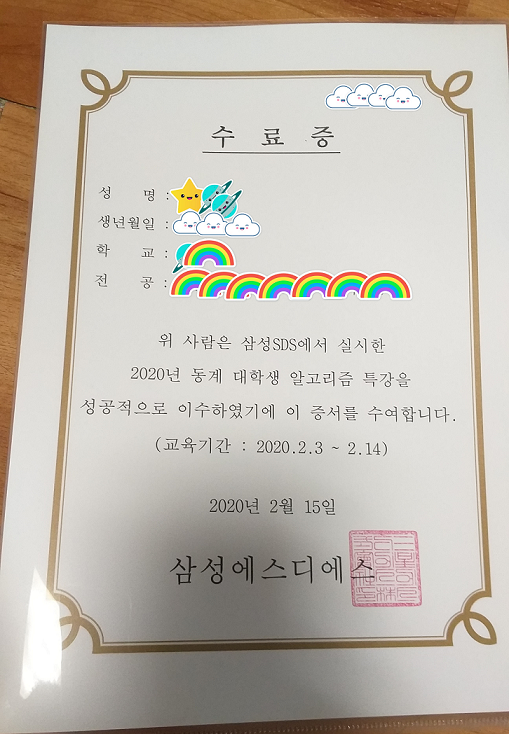 수 료 증
성 명 :
생년월일 :
학 교 :
전 공 :
위 사람은 삼성SDS에서 실시한
2020년 동계 대학생 알고리즘 특강을
성공적으로 이수하였기에 이 증서를 수여합니다.
(교육기간 : 2020.2.3 ~ 2.14)
2020년 2월 15일
삼성에스디에스